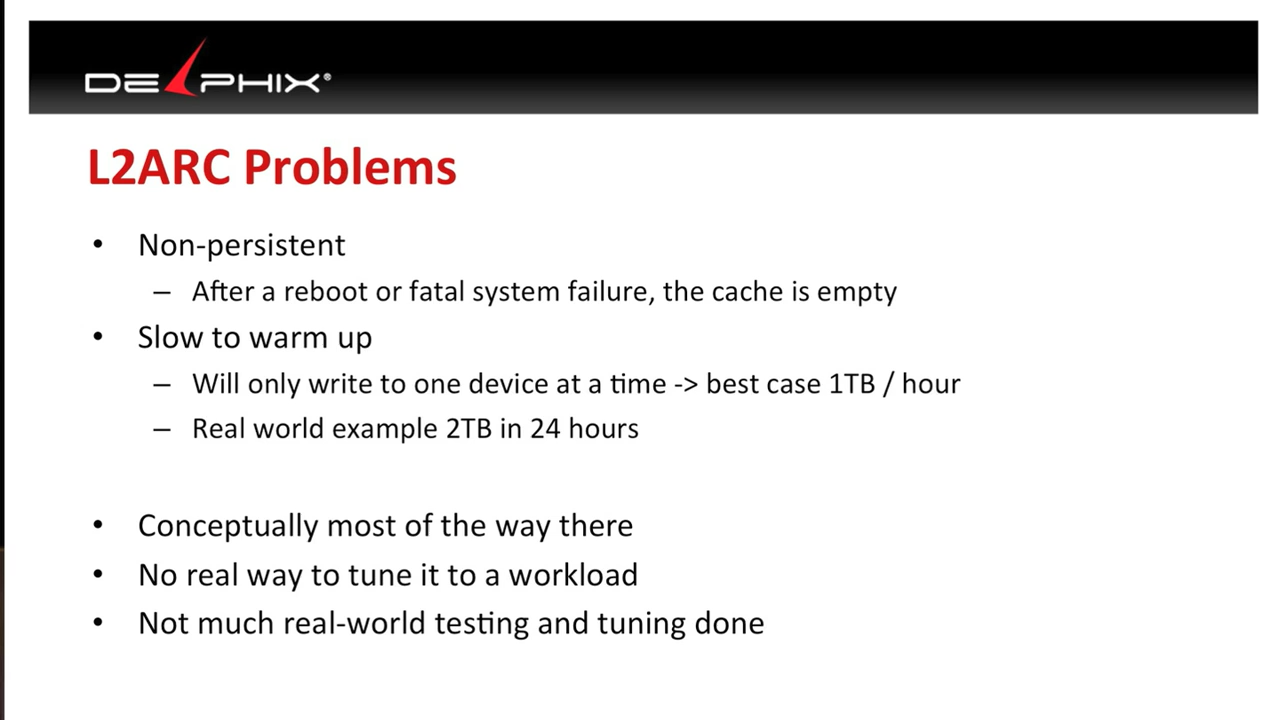 DELPHIX®
L2ARC Problems
• Non-persistent
– After a reboot or fatal system failure, the cache is empty
• Slow to warm up
– Will only write to one device at a time -> best case 1TB / hour
– Real world example 2TB in 24 hours
• Conceptually most of the way there
• No real way to tune it to a workload
• Not much real-world testing and tuning done